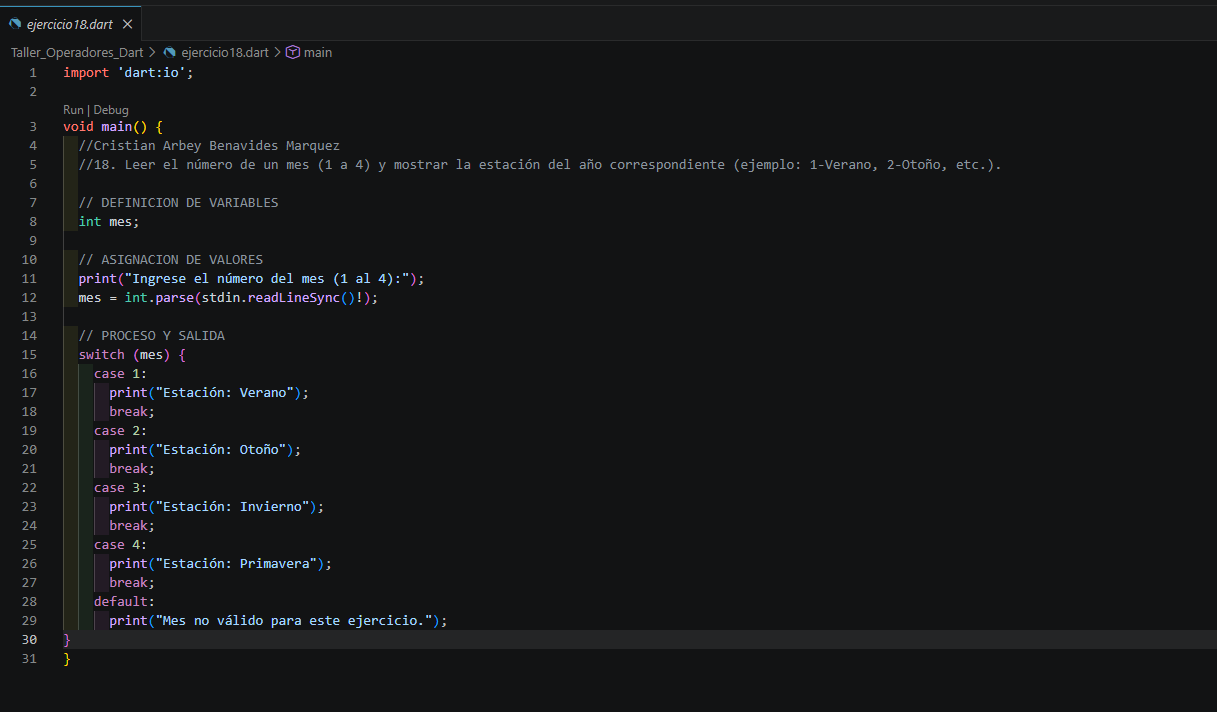 ejercicio18.dart
Taller_Operadores_Dart > ejercicio18.dart > main
1 import 'dart:io';
2
Run | Debug
3 void main() {
4 //Cristian Arbey Benavides Marquez
5 //18. Leer el número de un mes (1 a 4) y mostrar la estación del año correspondiente (ejemplo: 1-Verano, 2-Otoño, etc.).
6
7 // DEFINICION DE VARIABLES
8 int mes;
9
10 // ASIGNACION DE VALORES
11 print("Ingrese el número del mes (1 al 4):");
12 mes = int.parse(stdin.readLineSync()!);
13
14 // PROCESO Y SALIDA
15 switch (mes) {
16 case 1:
17 print("Estación: Verano");
18 break;
19 case 2:
20 print("Estación: Otoño");
21 break;
22 case 3:
23 print("Estación: Invierno");
24 break;
25 case 4:
26 print("Estación: Primavera");
27 break;
28 default:
29 print("Mes no válido para este ejercicio.");
30 }
31 }